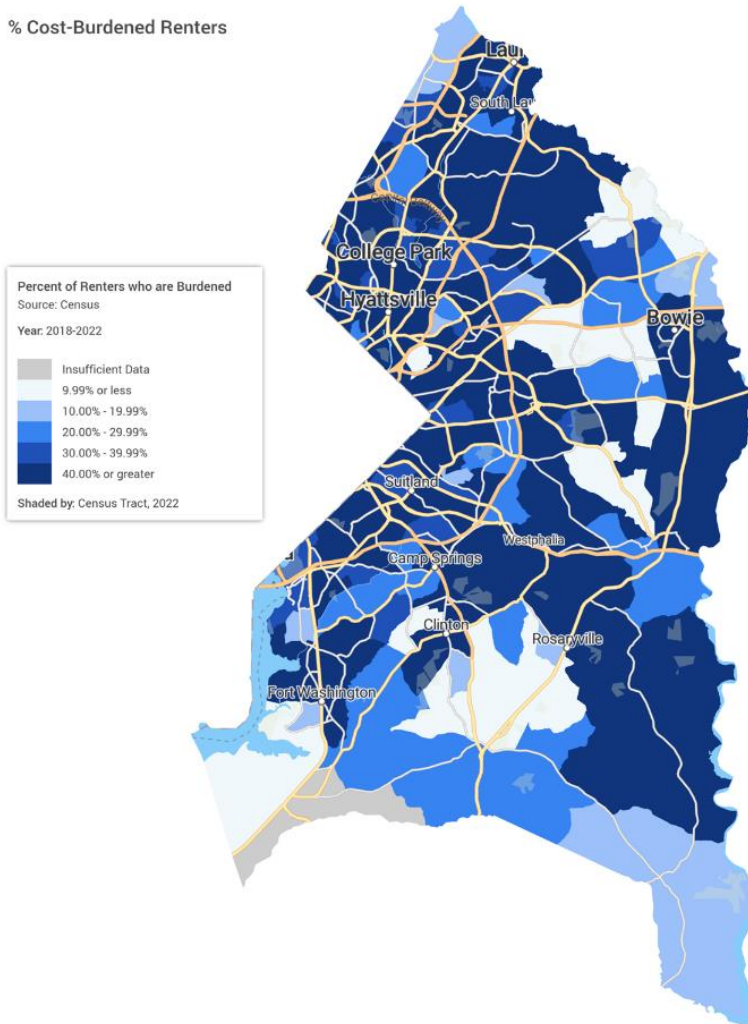 % Cost-Burdened Renters
Laur
South Lau
College Park
Hyattsville
Bowie
Percent of Renters who are Burdened
Source: Census
Year: 2018-2022
Insufficient Data
9.99% or less
10.00% - 19.99%
20.00% - 29.99%
30.00% - 39.99%
40.00% or greater
Shaded by: Census Tract, 2022
Suitland
Westphalia
Camp Springs
Clinton
Rosaryville
Fort Washington